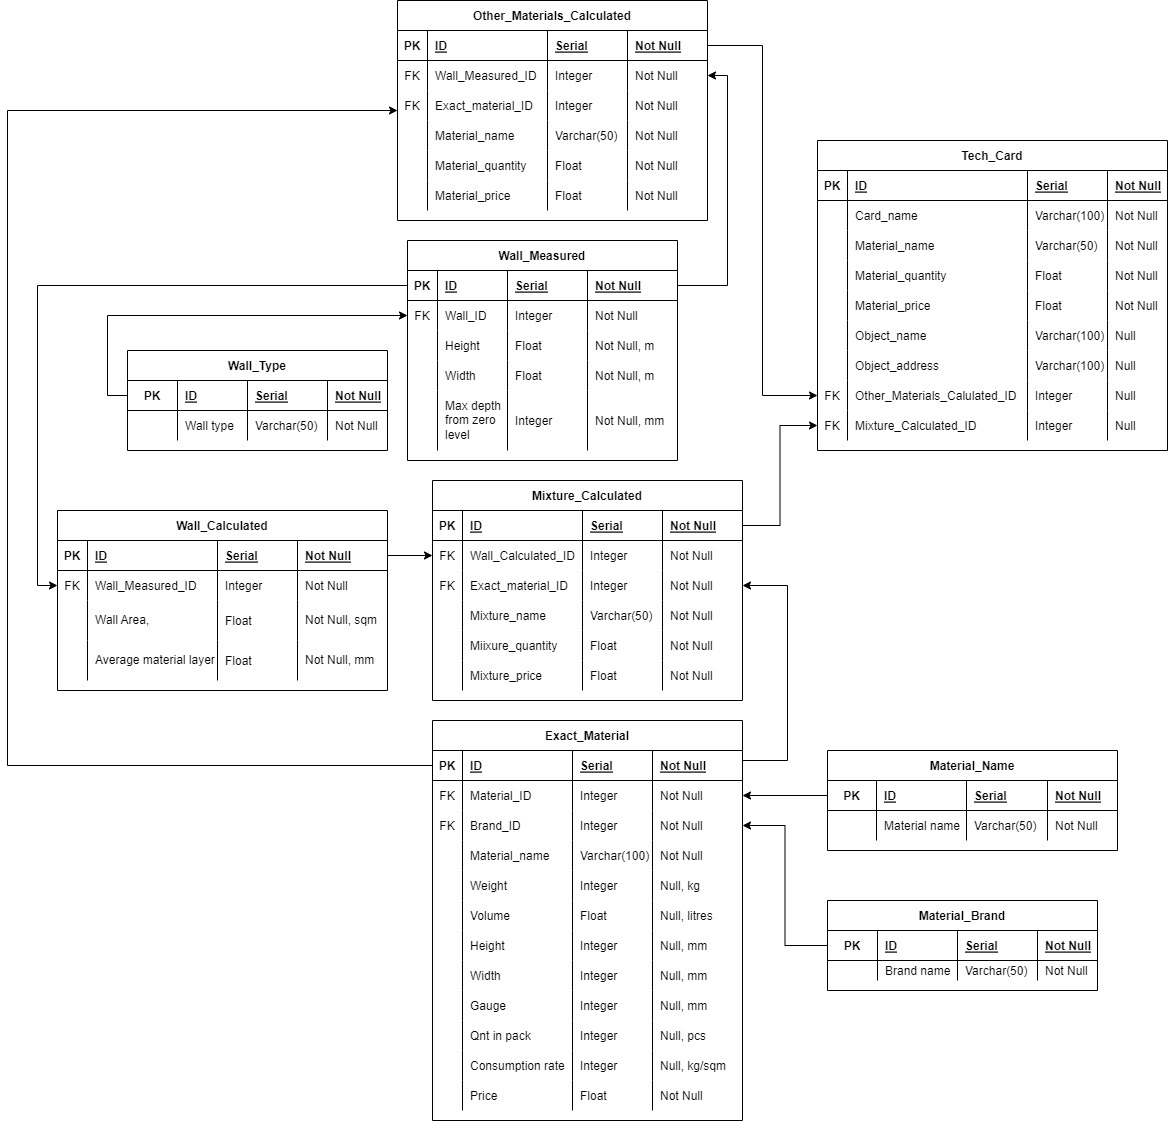 Other_Materials_Calculated
PK ID Serial Not Null
FK Wall_Measured_ID Integer Not Null
FK Exact_material_ID Integer Not Null
Material_name Varchar(50) Not Null
Material_quantity Float Not Null
Material_price Float Not Null
Tech_Card
PK ID Serial Not Null
Card_name Varchar(100) Not Null
Material_name Varchar(50) Not Null
Material_quantity Float Not Null
Material_price Float Not Null
Object_name Varchar(100) Null
Object_address Varchar(100) Null
FK Other_Materials_Calulated_ID Integer Null
FK Mixture_Calculated_ID Integer Null
Wall_Measured
PK ID Serial Not Null
FK Wall_ID Integer Not Null
Height Float Not Null, m
Width Float Not Null, m
Max depth
from zero
level
Integer Not Null, mm
Wall_Type
PK ID Serial Not Null
Wall type Varchar(50) Not Null
Wall_Calculated
PK ID Serial Not Null
FK Wall_Measured_ID Integer Not Null
Wall Area, Float Not Null, sqm
Average material layer Float Not Null, mm
Mixture_Calculated
PK ID Serial Not Null
FK Wall_Calculated_ID Integer Not Null
FK Exact_material_ID Integer Not Null
Mixture_name Varchar(50) Not Null
Miixure_quantity Float Not Null
Mixture_price Float Not Null
Exact_Material
PK ID Serial Not Null
FK Material_ID Integer Not Null
FK Brand_ID Integer Not Null
Material_name Varchar(100) Not Null
Weight Integer Null, kg
Volume Float Null, litres
Height Integer Null, mm
Width Integer Null, mm
Gauge Integer Null, mm
Qnt in pack Integer Null, pcs
Consumption rate Integer Null, kg/sqm
Price Float Not Null
Material_Name
PK ID Serial Not Null
Material name Varchar(50) Not Null
Material_Brand
PK ID Serial Not Null
Brand name Varchar(50) Not Null